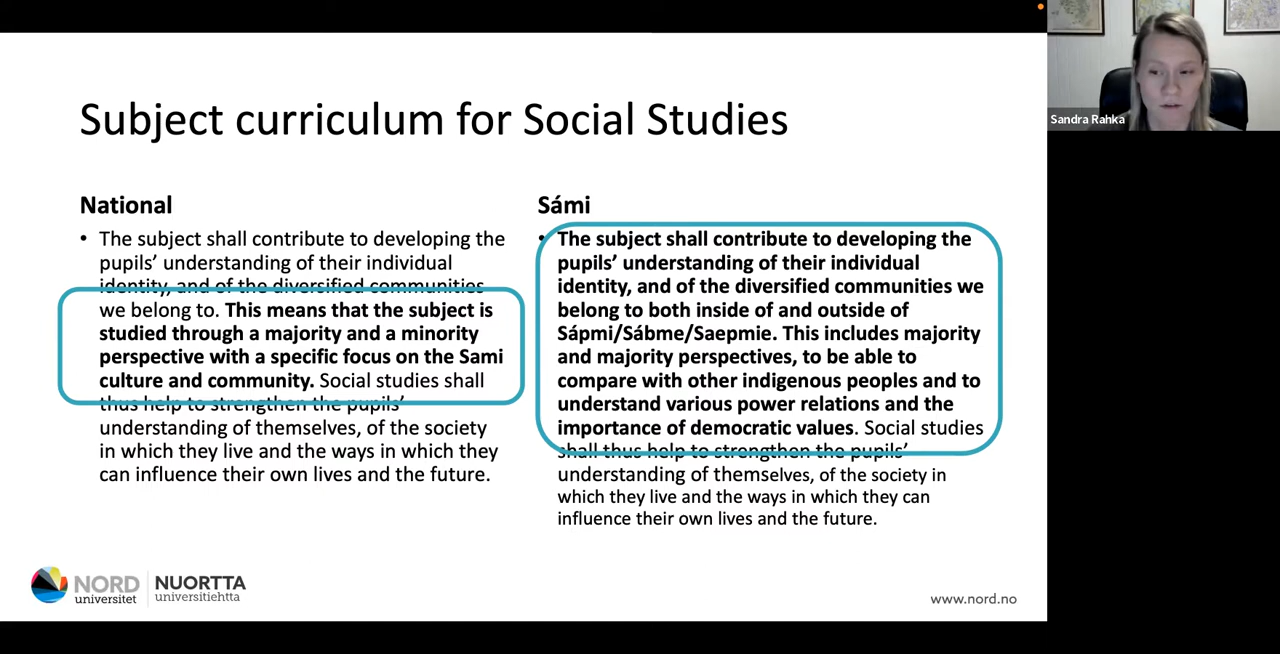 Subject curriculum for Social Studies
National
• The subject shall contribute to developing the
pupils’ understanding of their individual
identity, and of the diversified communities
we belong to. This means that the subject is
studied through a majority and a minority
perspective with a specific focus on the Sami
culture and community. Social studies shall
thus help to strengthen the pupils’
understanding of themselves, of the society
in which they live and the ways in which they
can influence their own lives and the future.
Sámi
• The subject shall contribute to developing the
pupils’ understanding of their individual
identity, and of the diversified communities we
belong to both inside of and outside of
Sápmi/Sábme/Saepmie. This includes majority
and majority perspectives, to be able to
compare with other indigenous peoples and to
understand various power relations and the
importance of democratic values. Social studies
shall thus help to strengthen the pupils’
understanding of themselves, of the society in
which they live and the ways in which they can
influence their own lives and the future.
NORD
universitet
NUORTTA
universitiehtta
www.nord.no
Sandra Rahka